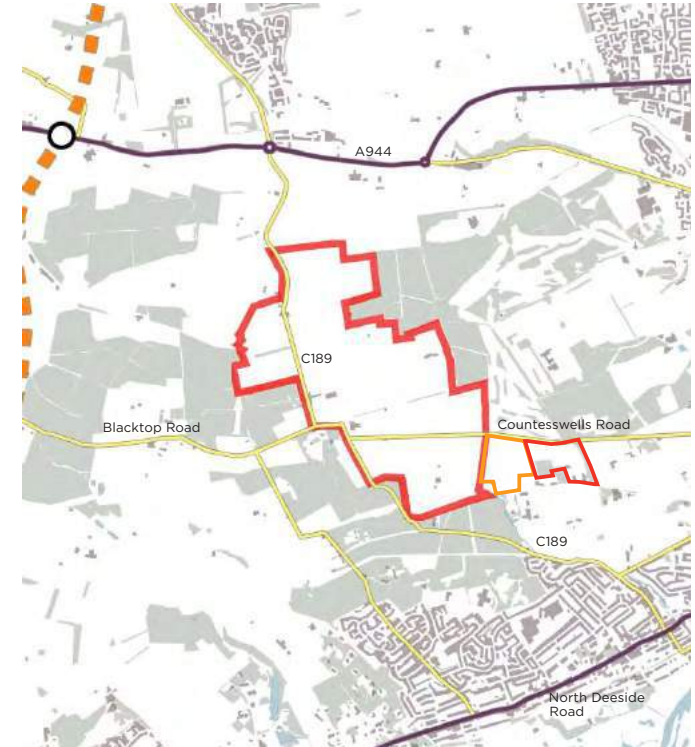 A944
C189
Blacktop Road
Countesswells Road
C189
North Deeside
Road